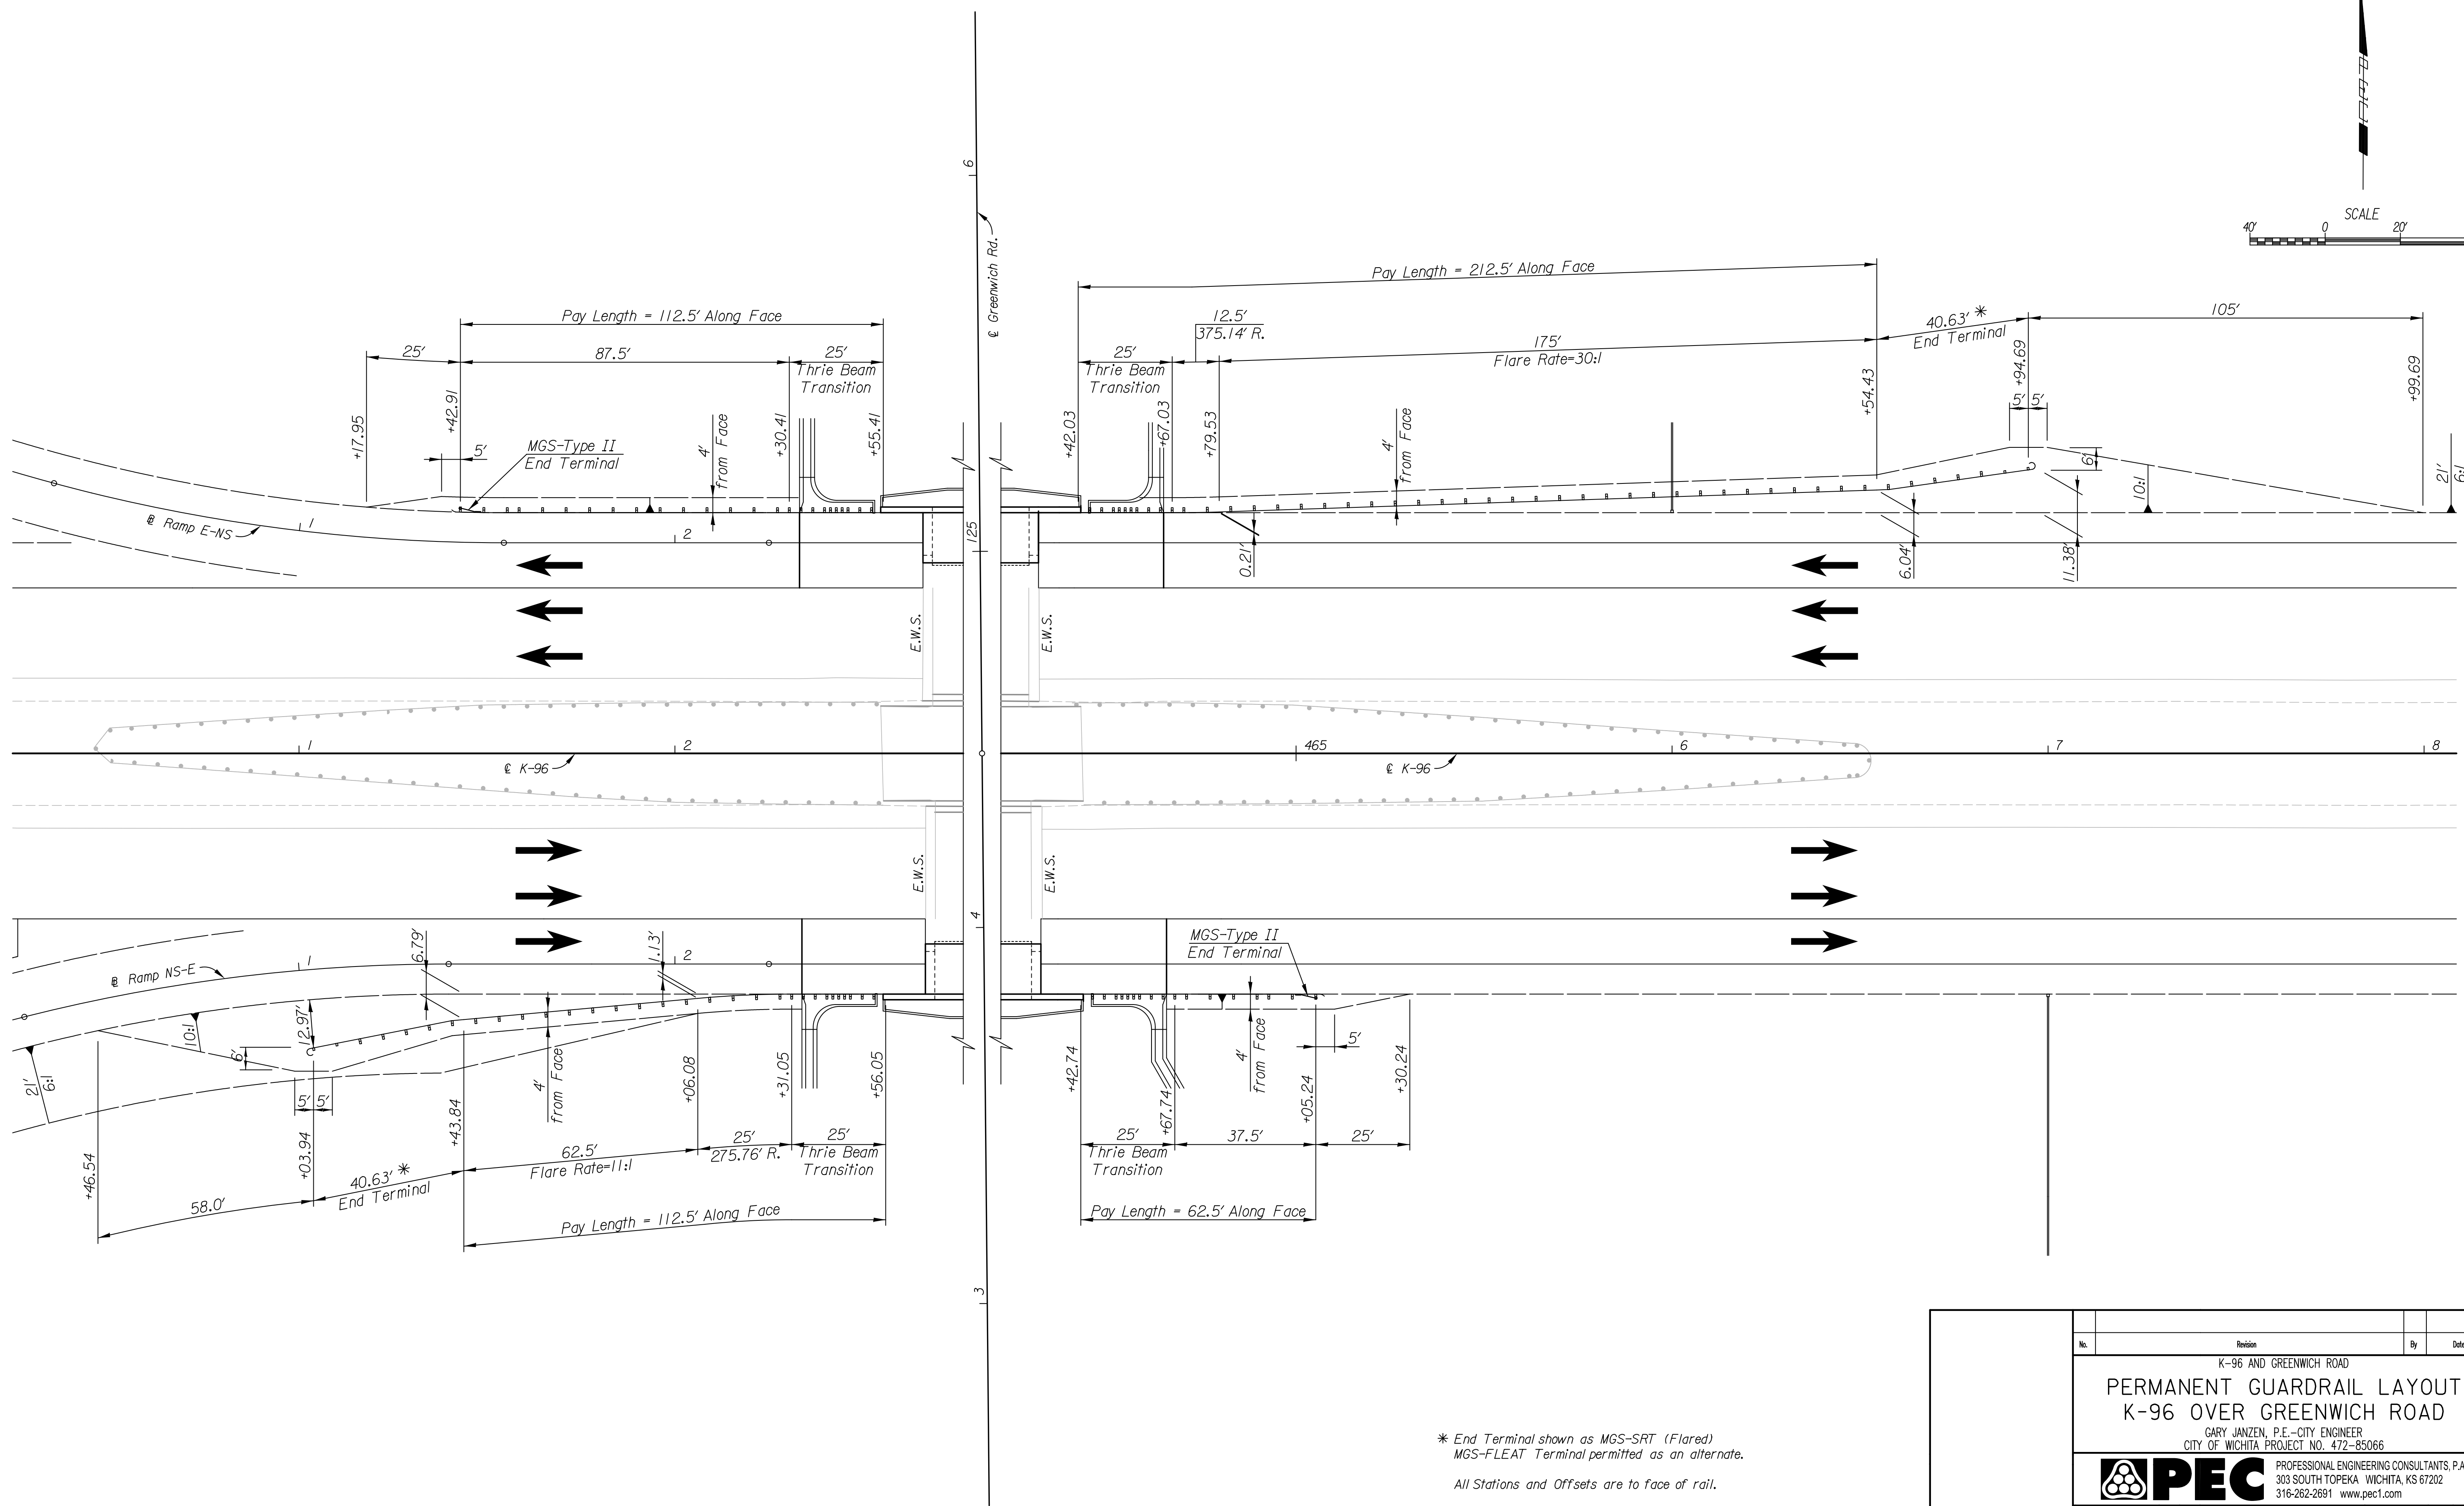 6
℄ Greenwich Rd.
SCALE
40'
0
20'
Pay Length = 112.5' Along Face
25'
87.5'
25'
Thrie Beam
Transition
+17.95
+42.91
5'
MGS-Type II
End Terminal
4'
from Face
+30.41
+55.41
Pay Length = 212.5' Along Face
25'
Thrie Beam
Transition
12.5'
375.14' R.
175'
Flare Rate=30:1
40.63' *
End Terminal
105'
+42.03
+67.03
+79.53
4'
from Face
+54.43
+94.69
5'
5'
6'
10:1
+99.69
21'
6:1
0.21'
6.04'
11.38'
℄ Ramp E-NS
1
2
125
E.W.S.
E.W.S.
1
2
℄ K-96
465
℄ K-96
6
7
8
E.W.S.
E.W.S.
4
℄ Ramp NS-E
1
6.79'
1.13'
2
12.97'
10:1
6'
21'
6:1
5'
5'
4'
from Face
+46.54
+03.94
+43.84
+06.08
+31.05
+56.05
58.0'
40.63' *
End Terminal
62.5'
Flare Rate=11:1
25'
275.76' R.
25'
Thrie Beam
Transition
Pay Length = 112.5' Along Face
MGS-Type II
End Terminal
4'
from Face
5'
+42.74
+67.74
+05.24
+30.24
25'
Thrie Beam
Transition
37.5'
25'
Pay Length = 62.5' Along Face
3
* End Terminal shown as MGS-SRT (Flared)
MGS-FLEAT Terminal permitted as an alternate.
All Stations and Offsets are to face of rail.
No.
Revision
By
Date
K-96 AND GREENWICH ROAD
PERMANENT GUARDRAIL LAYOUT
K-96 OVER GREENWICH ROAD
GARY JANZEN, P.E.-CITY ENGINEER
CITY OF WICHITA PROJECT NO. 472-85066
PEC
PROFESSIONAL ENGINEERING CONSULTANTS, P.A
303 SOUTH TOPEKA WICHITA, KS 67202
316-262-2691 www.pec1.com